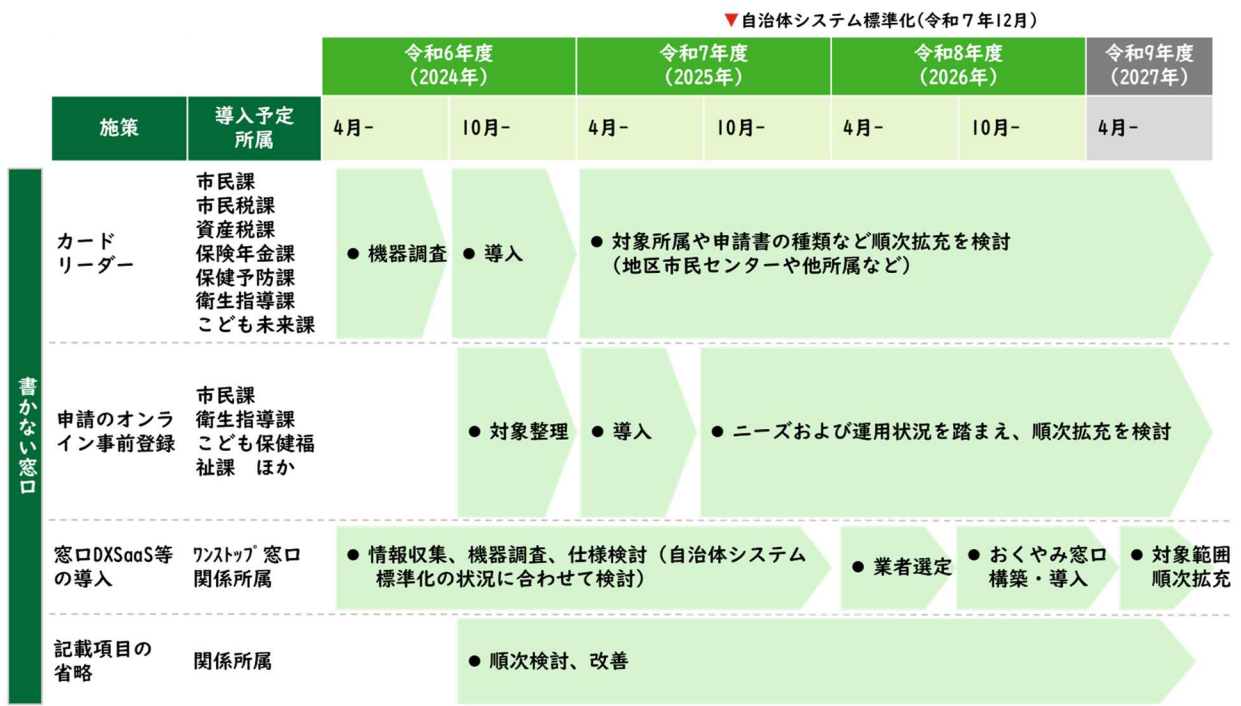 ▼自治体システム標準化(令和7年12月)
令和6年度
(2024年)
令和7年度
(2025年)
令和8年度
(2026年)
令和9年度
(2027年)
施策
導入予定
所属
4月-
10月-
4月-
10月-
4月-
10月-
4月-
書かない窓口
カード
リーダー
市民課
市民税課
資産税課
保険年金課
保健予防課
衛生指導課
こども未来課
● 機器調査
● 導入
● 対象所属や申請書の種類など順次拡充を検討
(地区市民センターや他所属など)
申請のオンラ
イン事前登録
市民課
衛生指導課
こども保健福
祉課 ほか
● 対象整理
● 導入
● ニーズおよび運用状況を踏まえ、順次拡充を検討
窓口DXSaaS等
の導入
ワンストップ窓口
関係所属
● 情報収集、機器調査、仕様検討(自治体システム
標準化の状況に合わせて検討)
● 業者選定
● おくやみ窓口
構築・導入
● 対象範囲
順次拡充
記載項目の
省略
関係所属
● 順次検討、改善